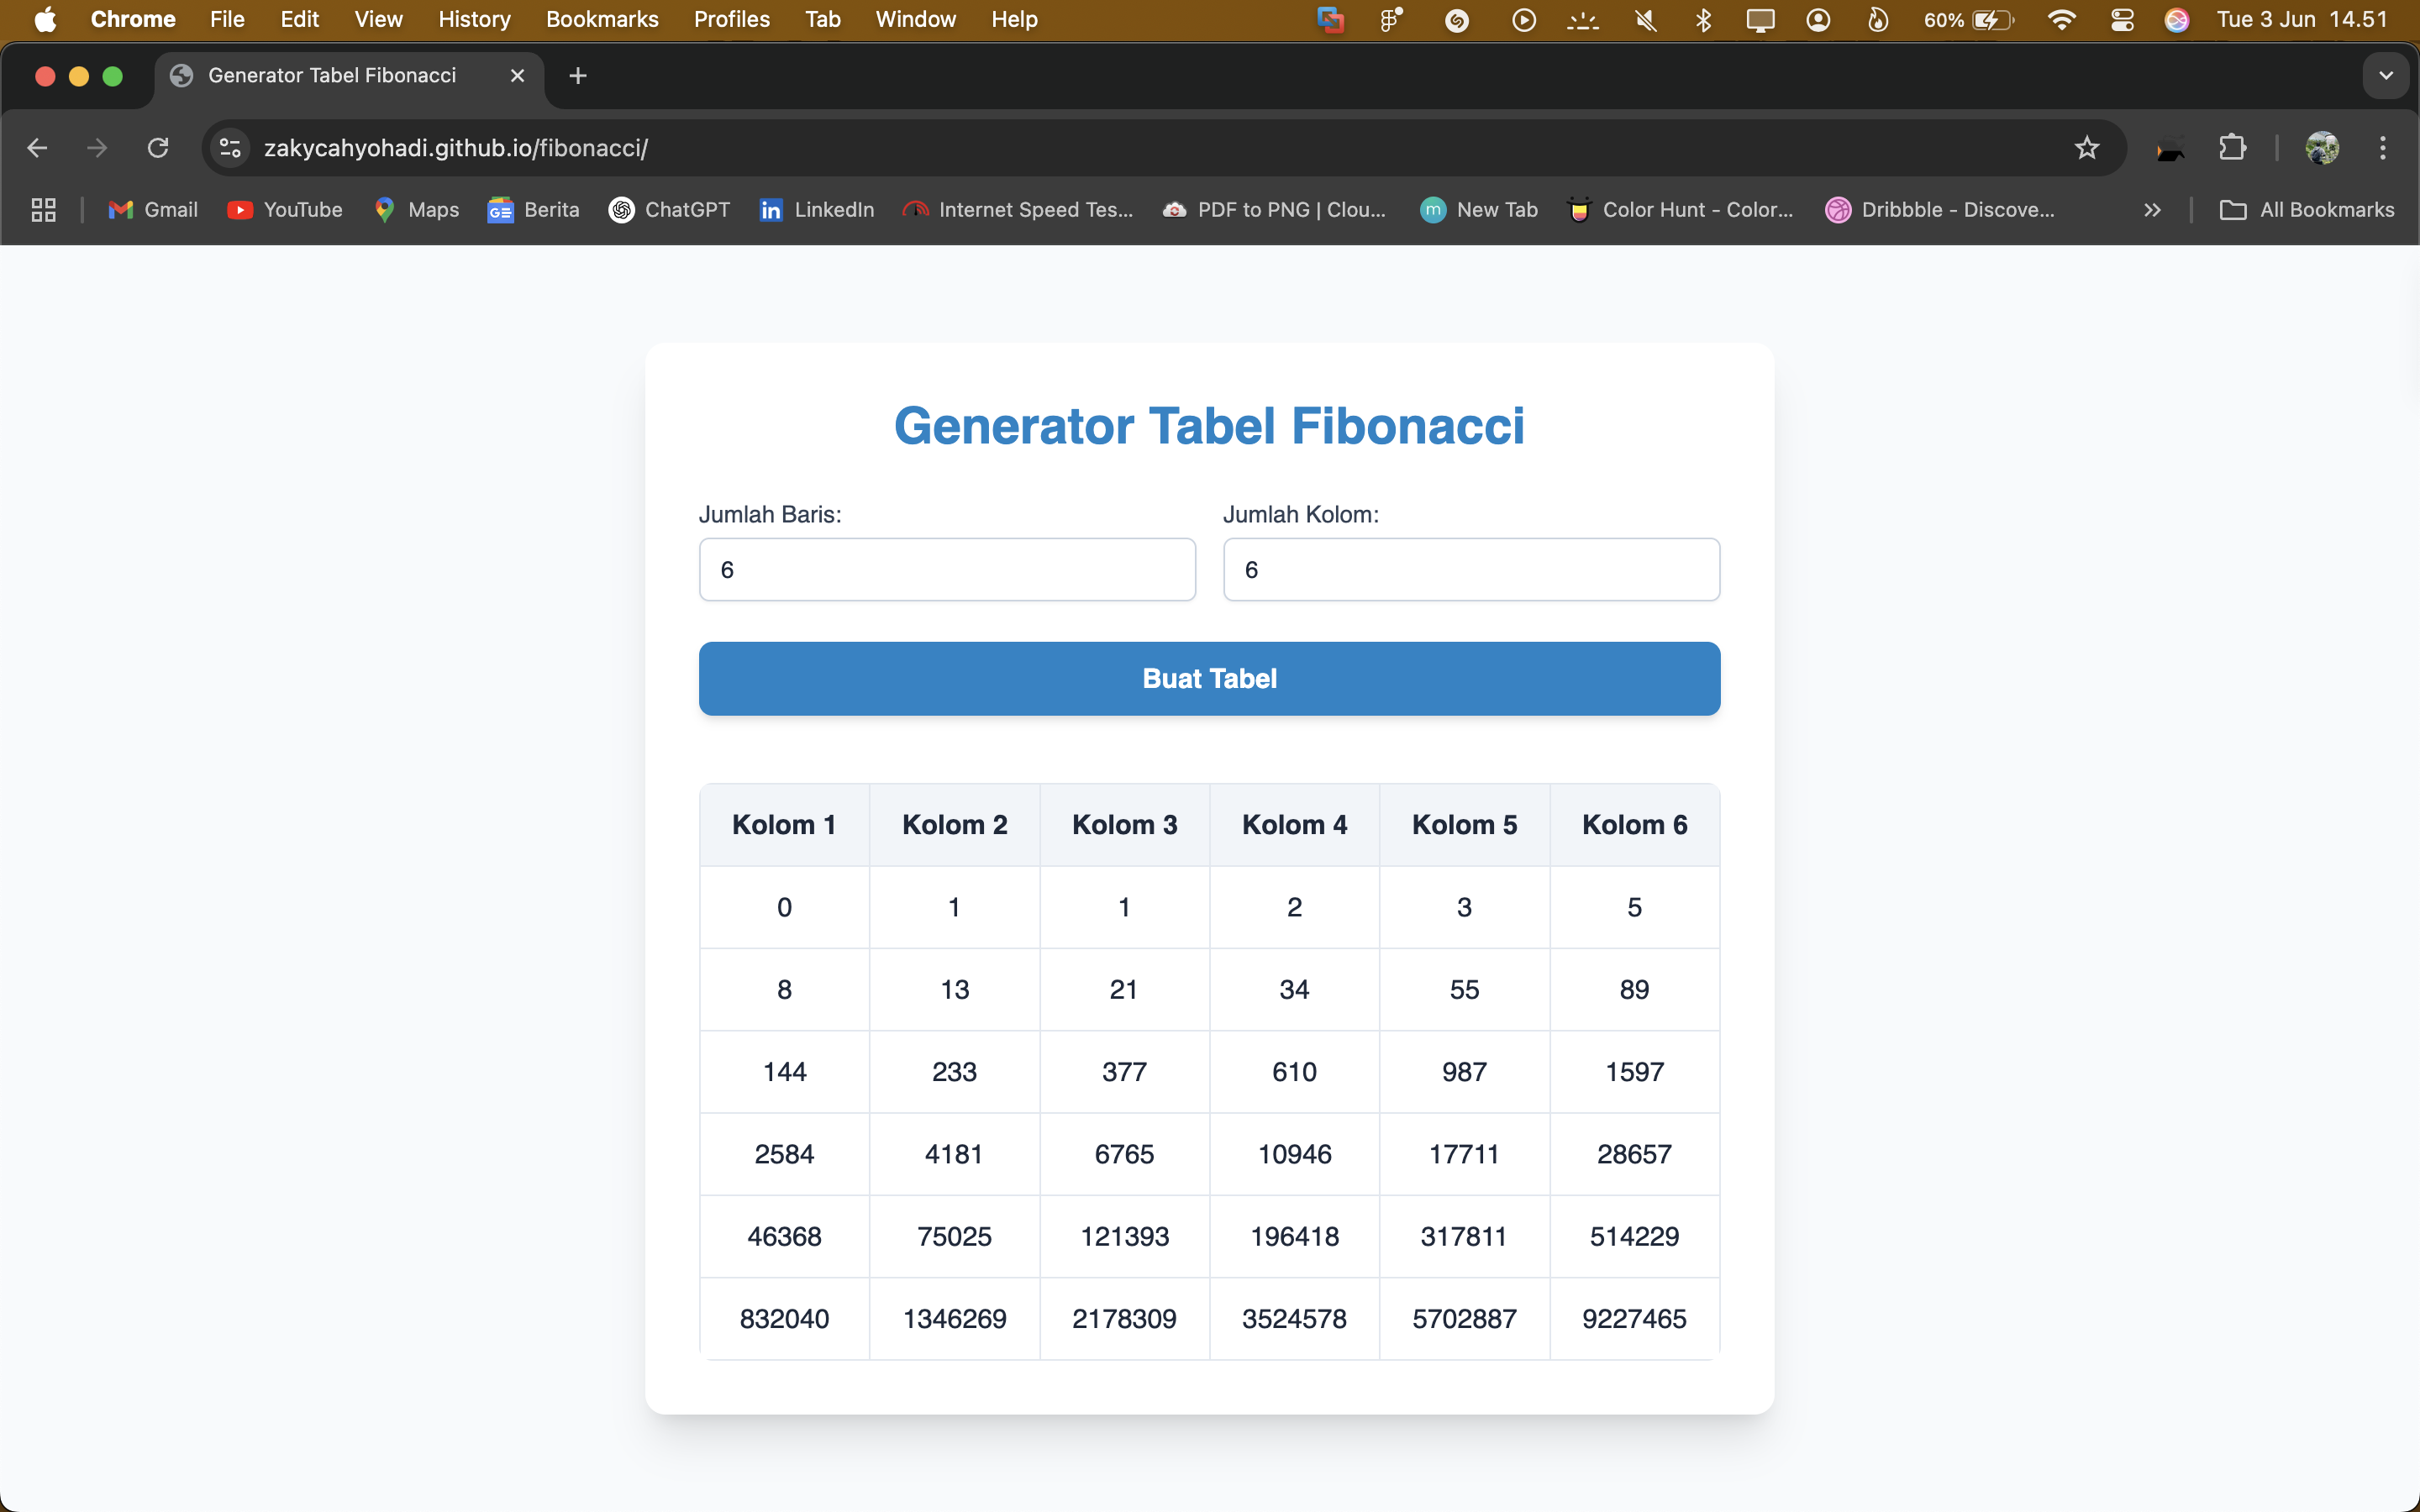 Chrome File Edit View History Bookmarks Profiles Tab Window Help 60% Tue 3 Jun 14.51
Generator Tabel Fibonacci
zakycahyohadi.github.io/fibonacci/
Gmail YouTube Maps Berita ChatGPT LinkedIn Internet Speed Tes... PDF to PNG | Clou... New Tab Color Hunt - Color... Dribbble - Discove... All Bookmarks
Generator Tabel Fibonacci
Jumlah Baris: Jumlah Kolom:
6 6
Buat Tabel
Kolom 1 Kolom 2 Kolom 3 Kolom 4 Kolom 5 Kolom 6
0 1 1 2 3 5
8 13 21 34 55 89
144 233 377 610 987 1597
2584 4181 6765 10946 17711 28657
46368 75025 121393 196418 317811 514229
832040 1346269 2178309 3524578 5702887 9227465